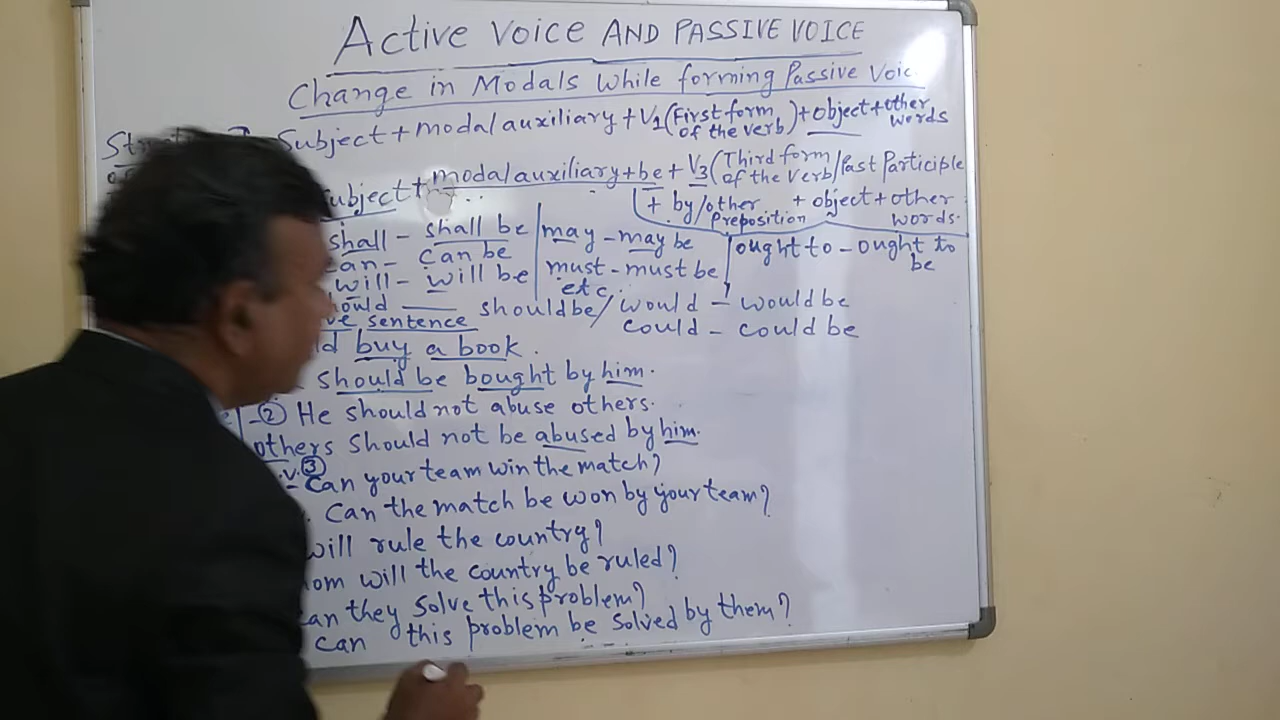 Active Voice AND PASSIVE VOICE
Change in Modals While forming Passive Voic
Subject + modal auxiliary + V1 (First form of the verb) + object + other words
subject + modal auxiliary + be + V3 (Third form of the verb/Past Participle
+ by/other preposition + object + other words.
shall - shall be | may - may be | ought to - ought to be
can - can be
will - will be | must - must be
etc.
should be / would - would be
sentence
could - could be
buy a book.
should be bought by him.
② He should not abuse others.
others should not be abused by him.
V. ③ Can your team win the match?
Can the match be won by your team?
will rule the country?
will the country be ruled?
they solve this problem?
can this problem be solved by them?